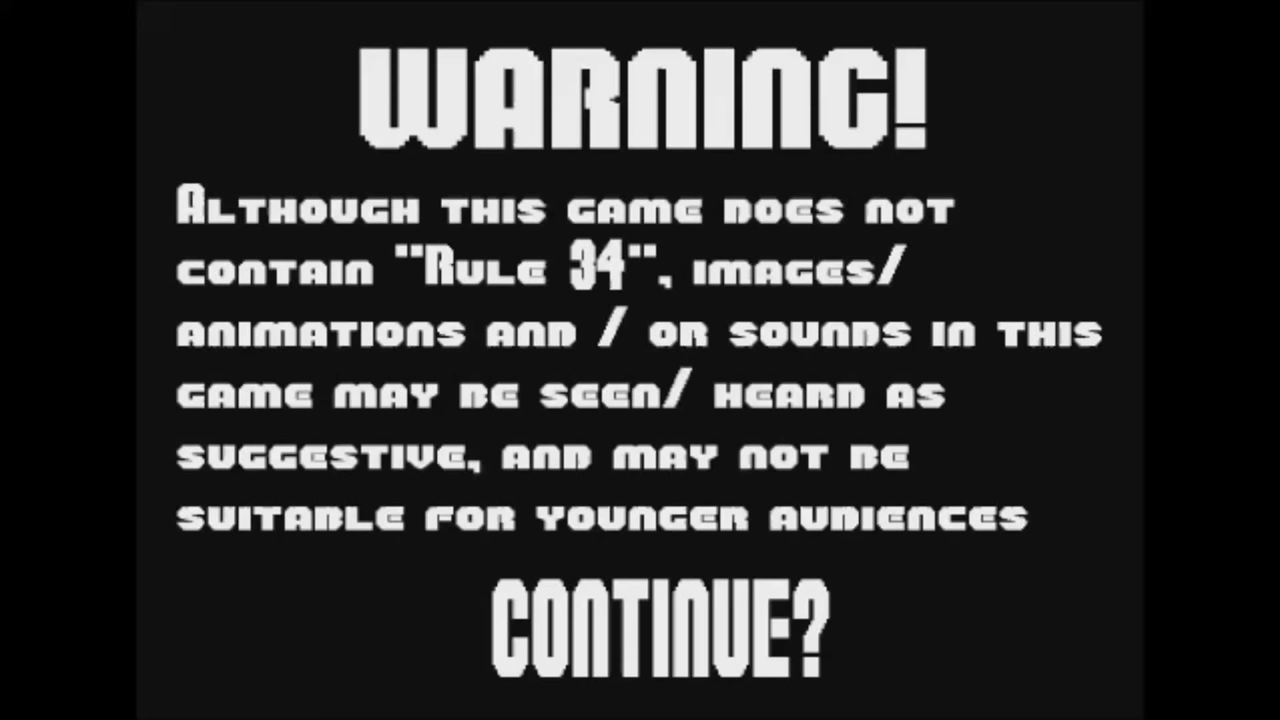 WARNING!
ALTHOUGH THIS GAME DOES NOT
CONTAIN "RULE 34", IMAGES/
ANIMATIONS AND / OR SOUNDS IN THIS
GAME MAY BE SEEN/ HEARD AS
SUGGESTIVE, AND MAY NOT BE
SUITABLE FOR YOUNGER AUDIENCES
CONTINUE?